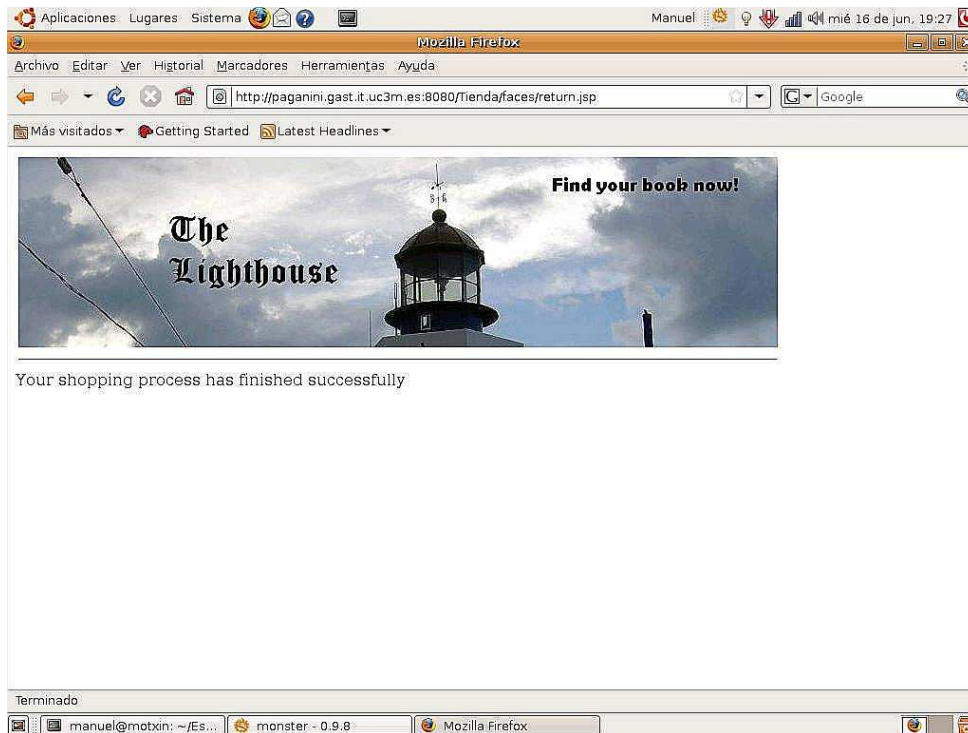 Aplicaciones Lugares Sistema Manuel mié 16 de jun, 19:27
Mozilla Firefox
Archivo Editar Ver Historial Marcadores Herramientas Ayuda
http://paganini.gast.it.uc3m.es:8080/Tienda/faces/return.jsp G Google
Más visitados Getting Started Latest Headlines
Find your book now!
The
Lighthouse
Your shopping process has finished successfully
Terminado
manuel@motxin: ~/Es... monster - 0.9.8 Mozilla Firefox